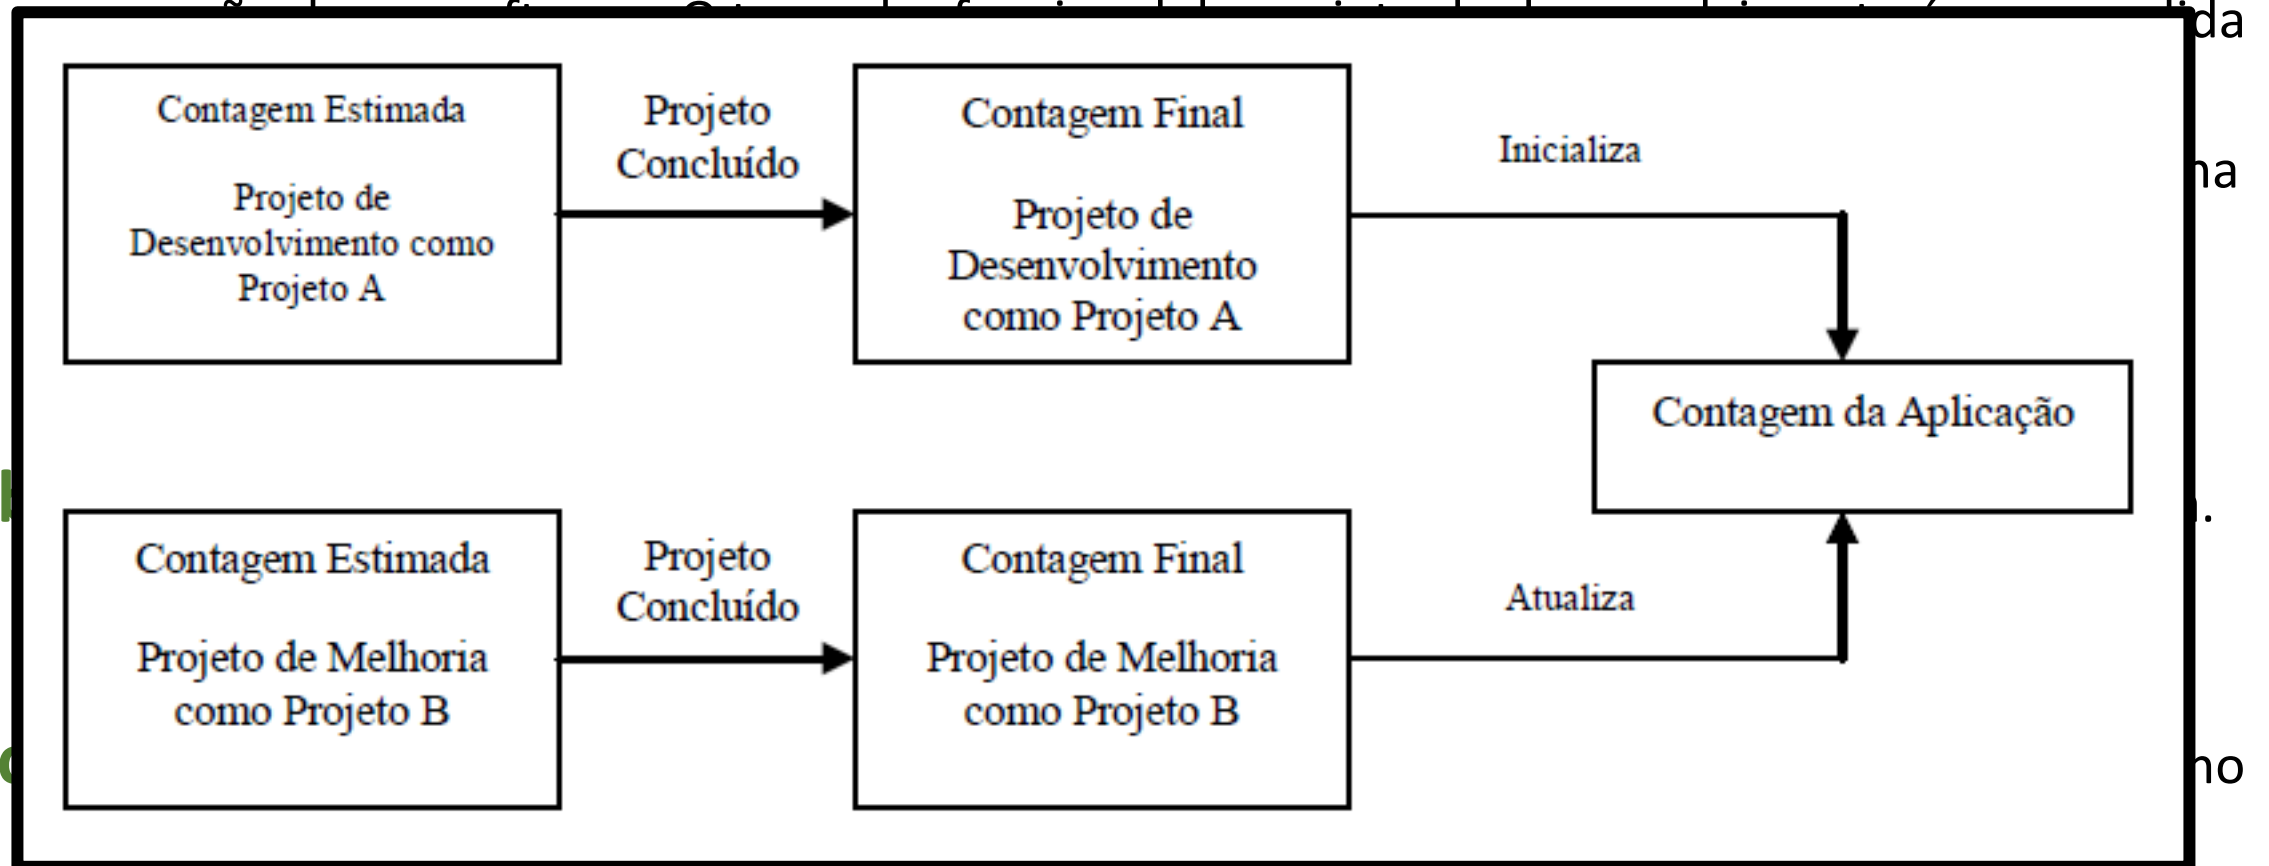 Contagem Estimada
Projeto de
Desenvolvimento como
Projeto A
Projeto
Concluído
Contagem Final
Projeto de
Desenvolvimento
como Projeto A
Inicializa
Contagem da Aplicação
Contagem Estimada
Projeto de Melhoria
como Projeto B
Projeto
Concluído
Contagem Final
Projeto de Melhoria
como Projeto B
Atualiza